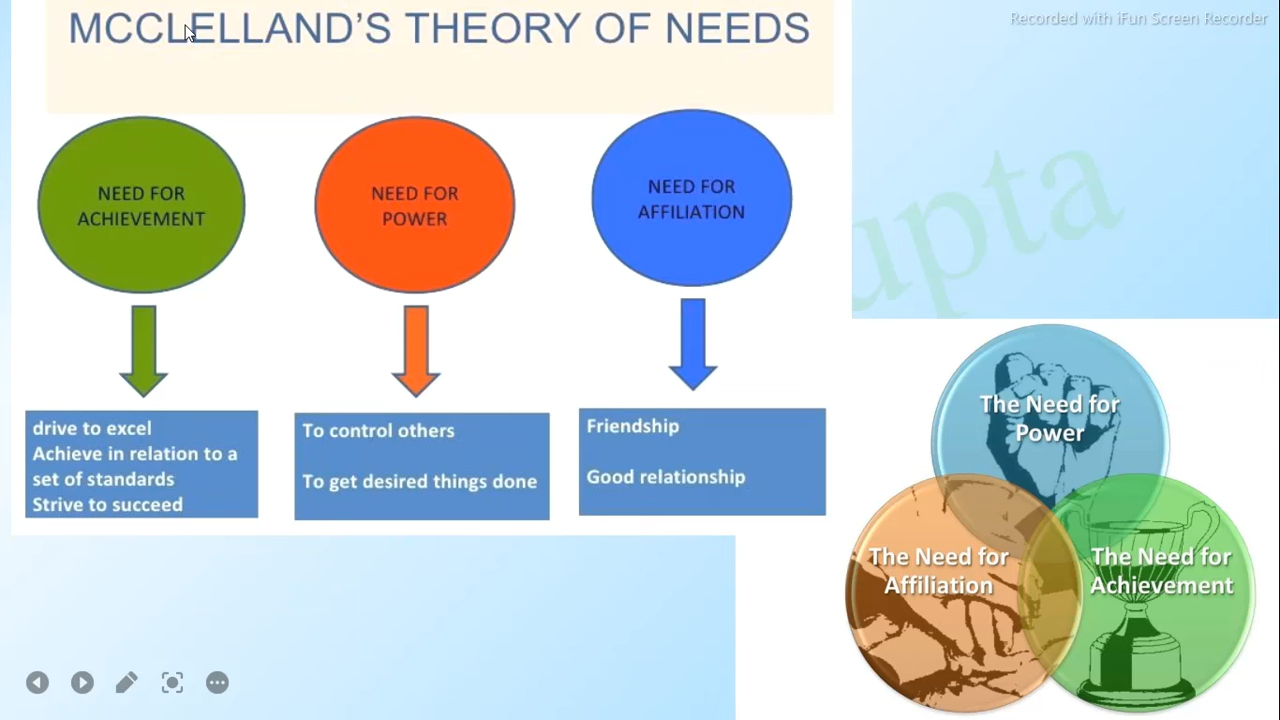 MCCLELLAND'S THEORY OF NEEDS
Recorded with iFun Screen Recorder
NEED FOR
ACHIEVEMENT
NEED FOR
POWER
NEED FOR
AFFILIATION
drive to excel
Achieve in relation to a
set of standards
Strive to succeed
To control others
To get desired things done
Friendship
Good relationship
upta
The Need for
Power
The Need for
Affiliation
The Need for
Achievement